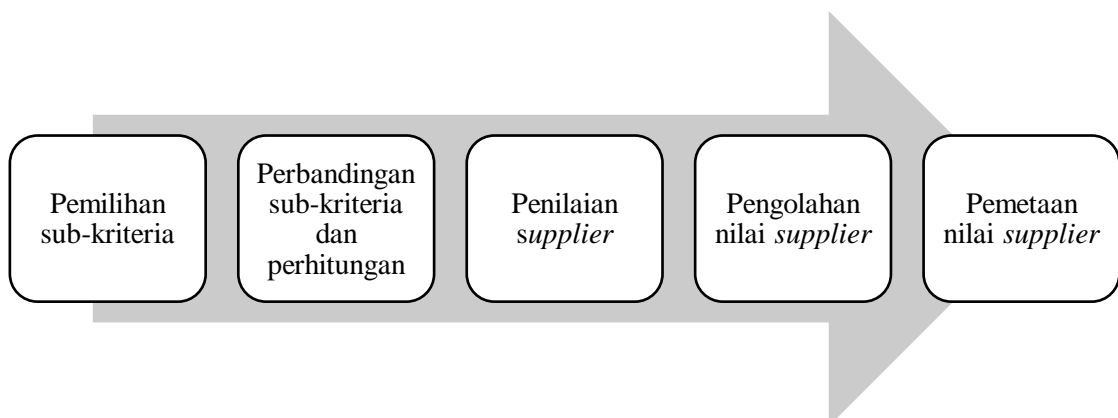 Pemilihan
sub-kriteria
Perbandingan
sub-kriteria
dan
perhitungan
Penilaian
supplier
Pengolahan
nilai supplier
Pemetaan
nilai supplier